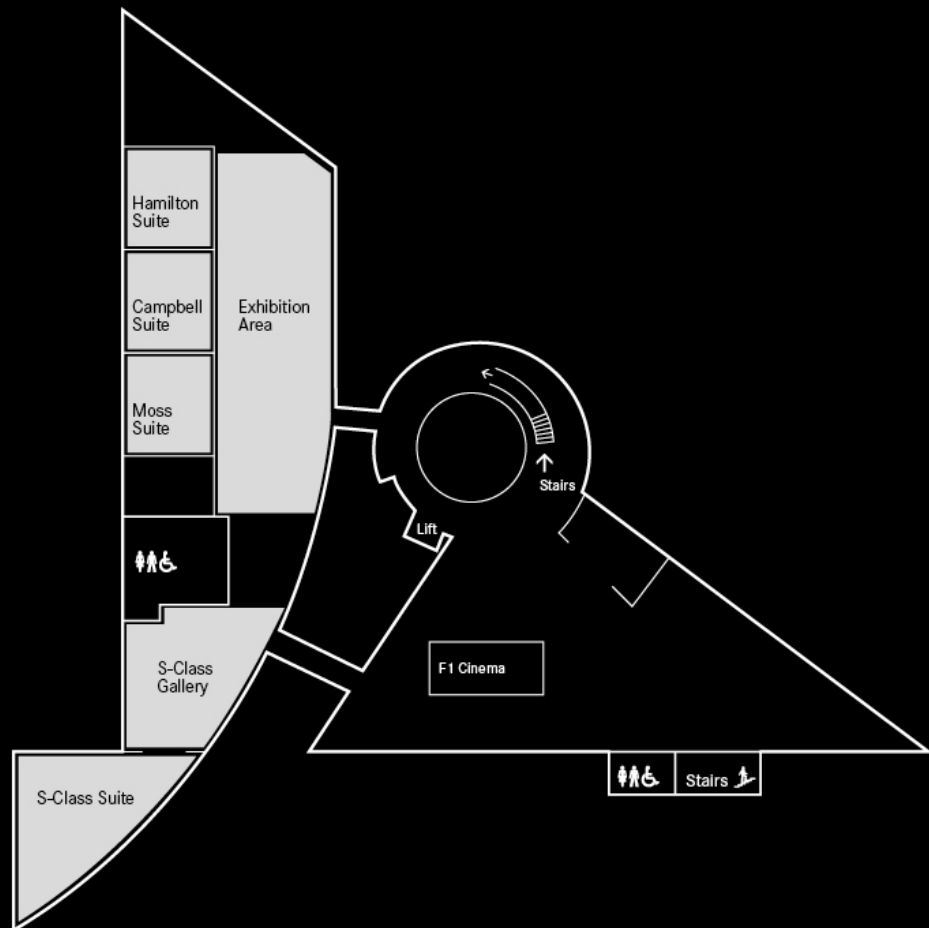 Hamilton
Suite
Campbell
Suite
Exhibition
Area
Moss
Suite
Stairs
Lift
F1 Cinema
S-Class
Gallery
S-Class Suite
Stairs